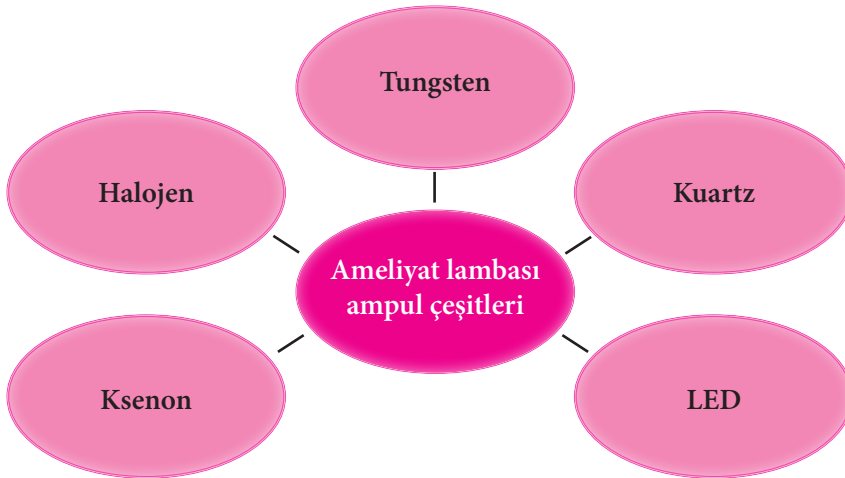 Tungsten
Halojen
Kuartz
Ameliyat lambası
ampul çeşitleri
Ksenon
LED